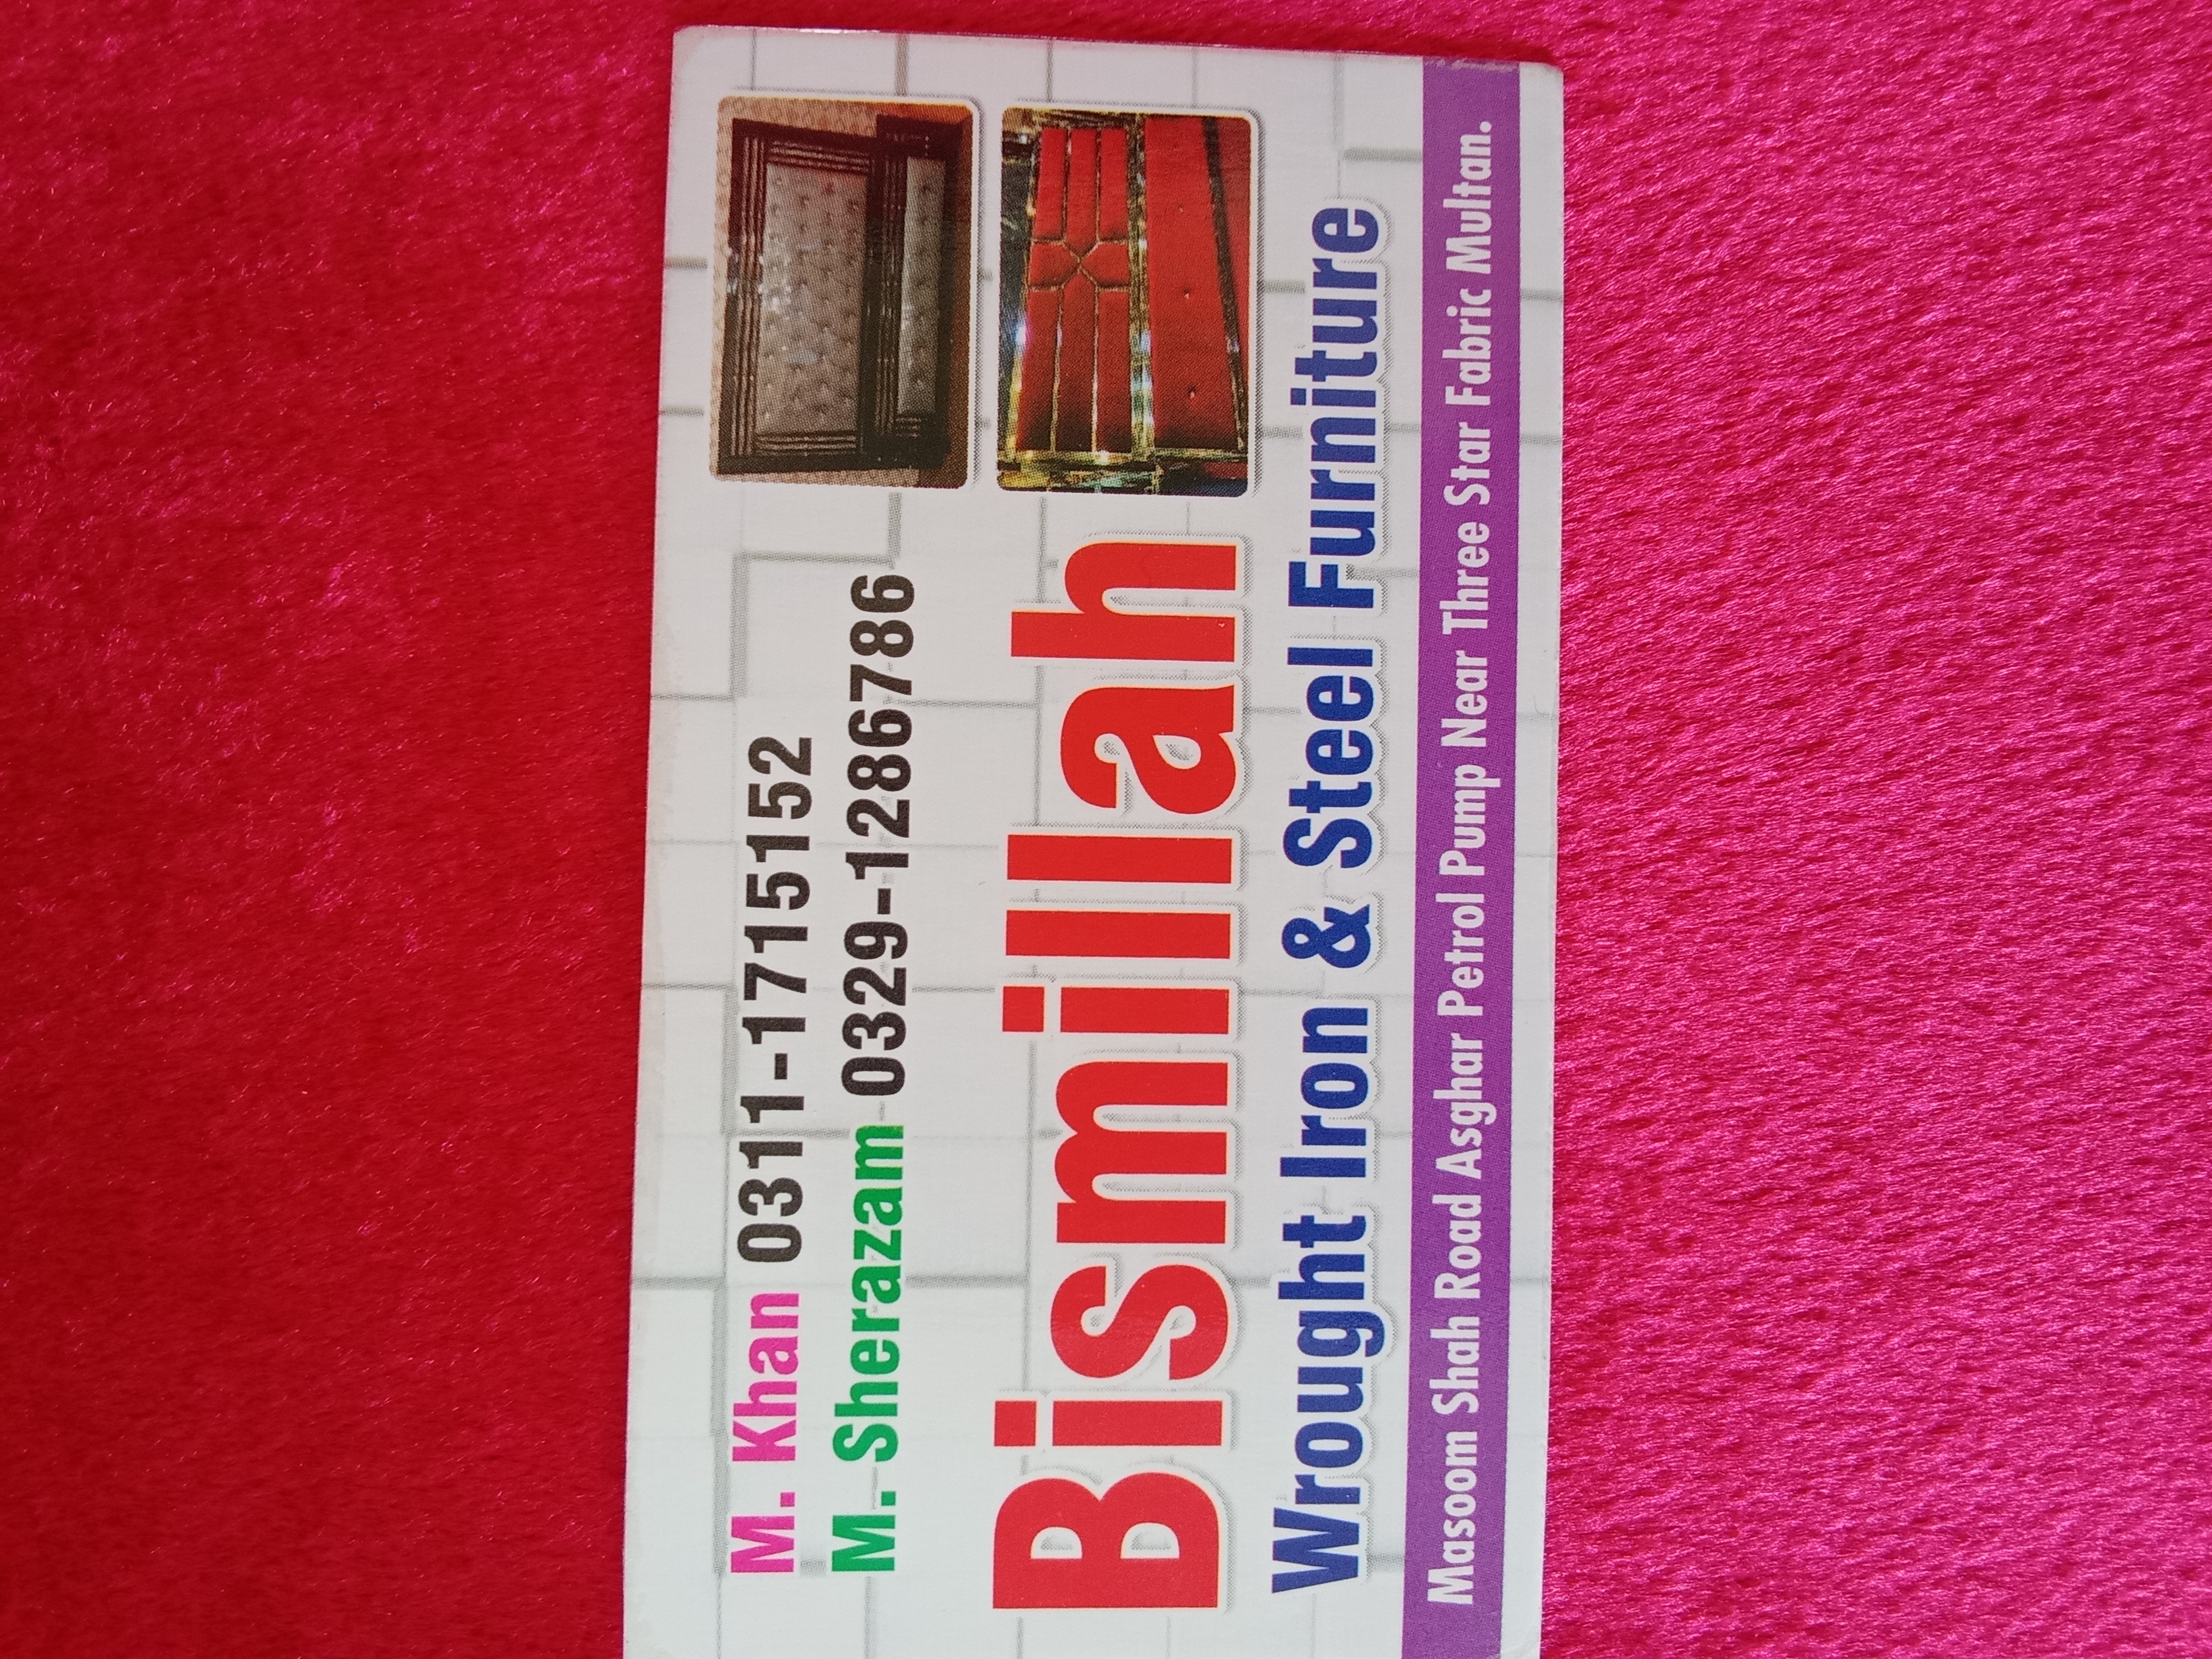 M. Khan 0311-1715152
M. Sherazam 0329-1286786
Bismillah
Wrought Iron & Steel Furniture
Masoom Shah Road Asghar Petrol Pump Near Three Star Fabric Multan.